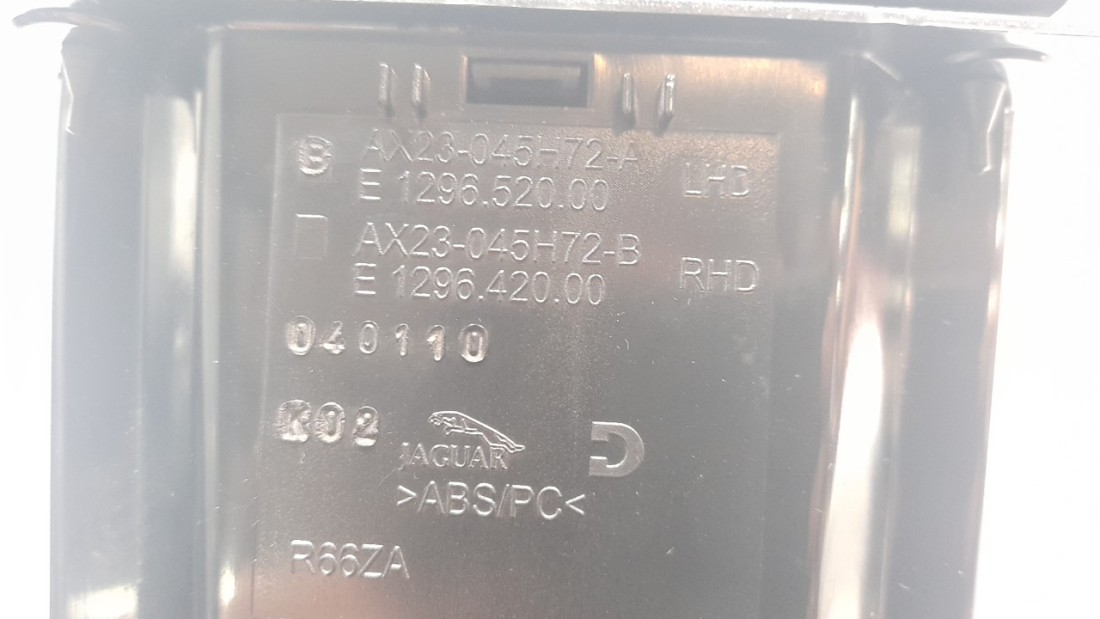 B AX23-045H72-A LHD
E 1296.520.00
AX23-045H72-B RHD
E 1296.420.00
040110
K02
JAGUAR
>ABS/PC<
R66ZA